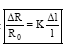 ΔR/R₀ = K Δl/l